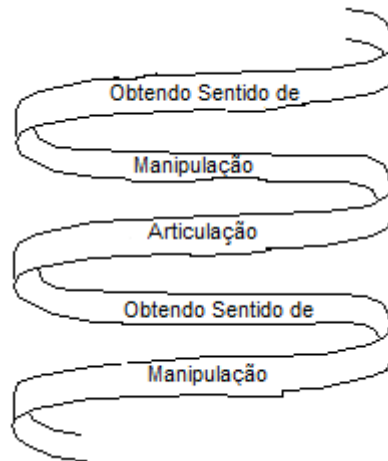 Obtendo Sentido de
Manipulação
Articulação
Obtendo Sentido de
Manipulação